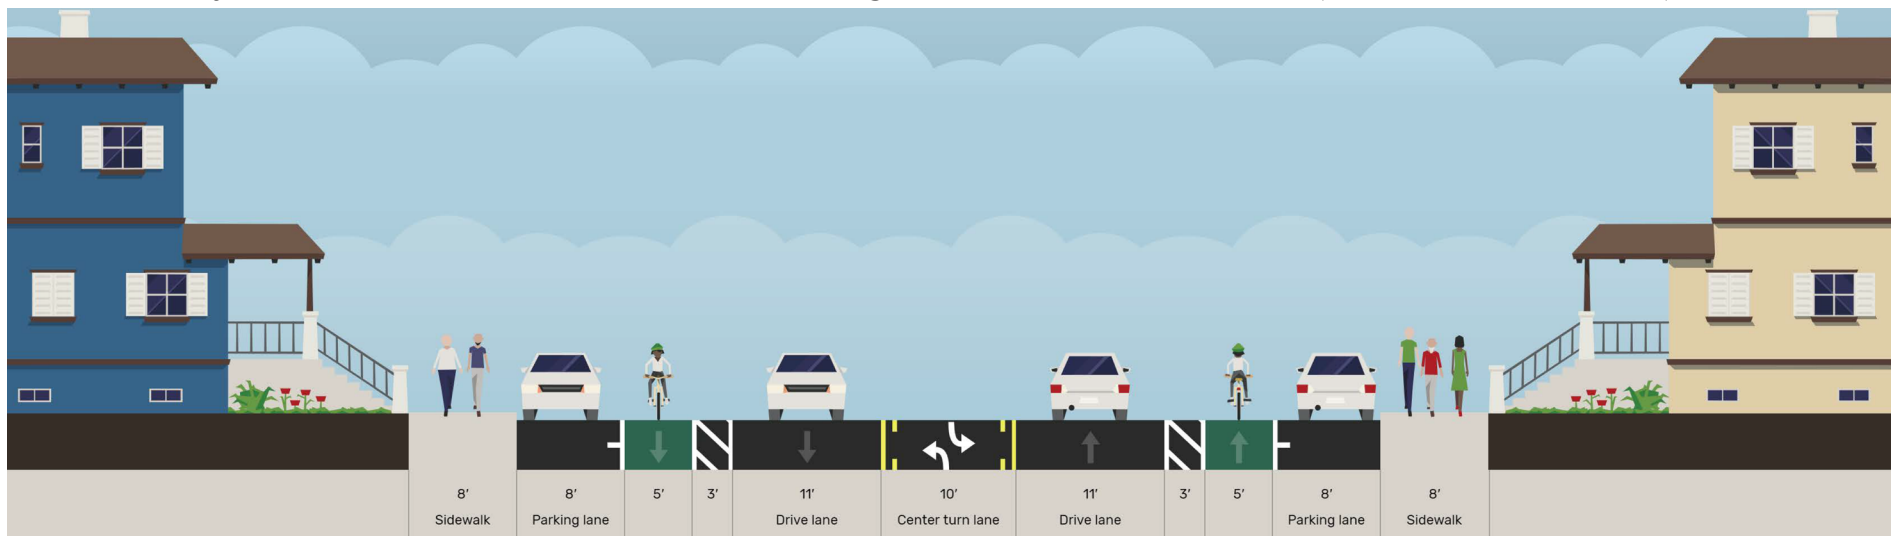 8′ 8′ 5′ 3′ 11′ 10′ 11′ 3′ 5′ 8′ 8′
Sidewalk Parking lane Drive lane Center turn lane Drive lane Parking lane Sidewalk